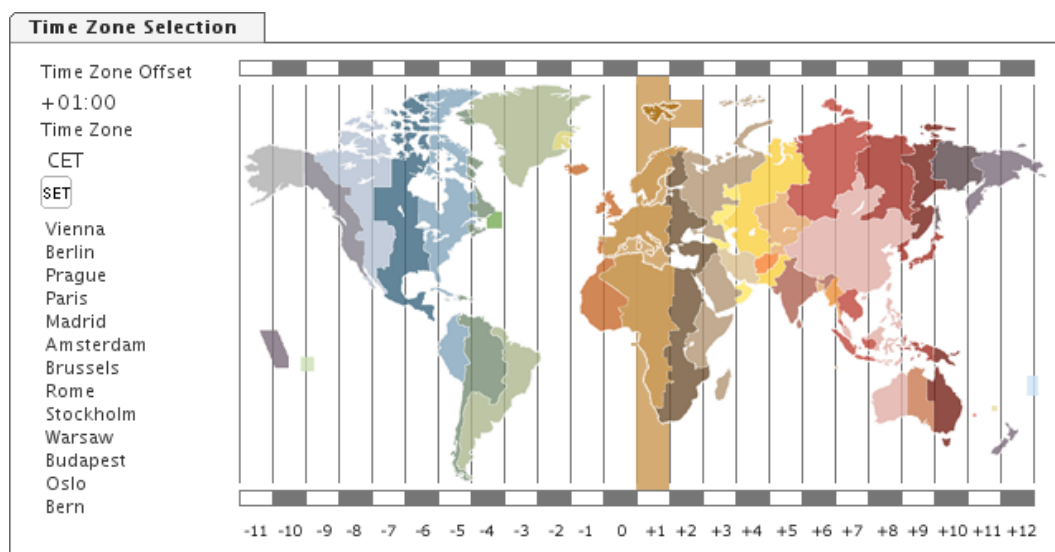 Time Zone Selection
Time Zone Offset
+01:00
Time Zone
CET
SET
Vienna
Berlin
Prague
Paris
Madrid
Amsterdam
Brussels
Rome
Stockholm
Warsaw
Budapest
Oslo
Bern
-11 -10 -9 -8 -7 -6 -5 -4 -3 -2 -1 0 +1 +2 +3 +4 +5 +6 +7 +8 +9 +10 +11 +12